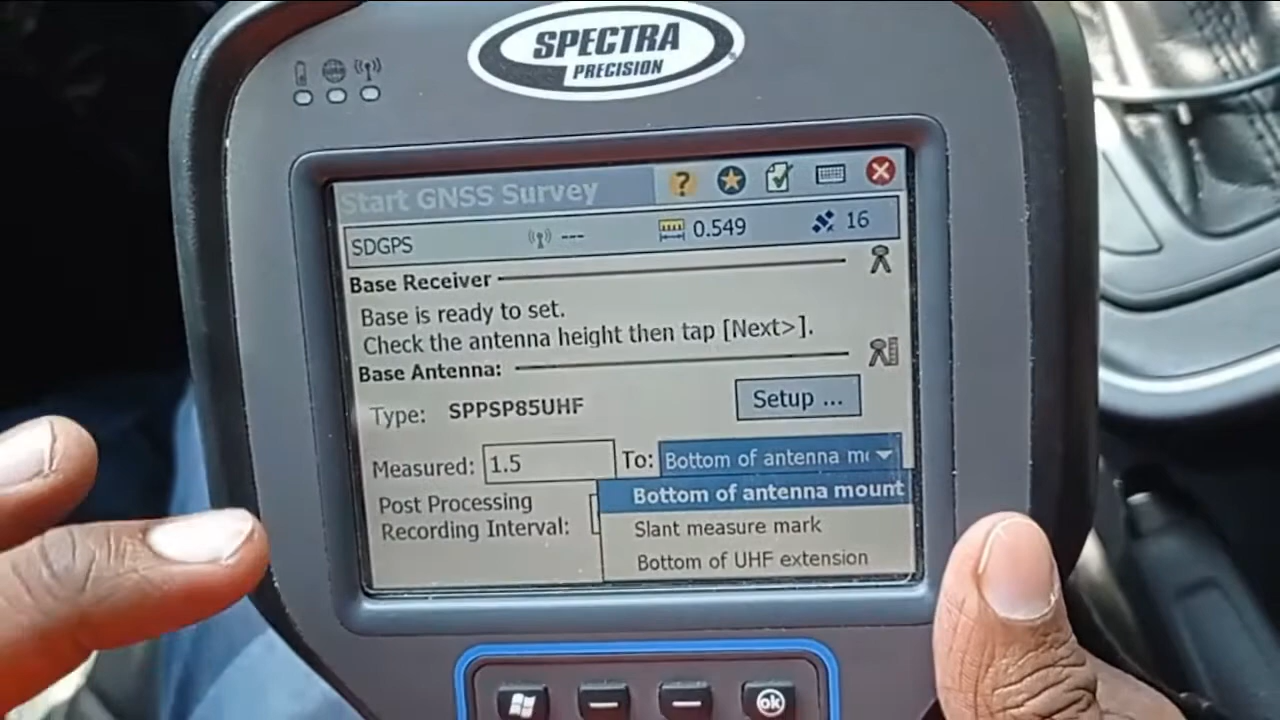 SPECTRA
PRECISION
Start GNSS Survey
SDGPS --- 0.549 16
Base Receiver
Base is ready to set.
Check the antenna height then tap [Next>].
Base Antenna:
Type: SPPSP85UHF Setup ...
Measured: 1.5 To: Bottom of antenna m
Bottom of antenna mount
Post Processing
Recording Interval:
Slant measure mark
Bottom of UHF extension
ok